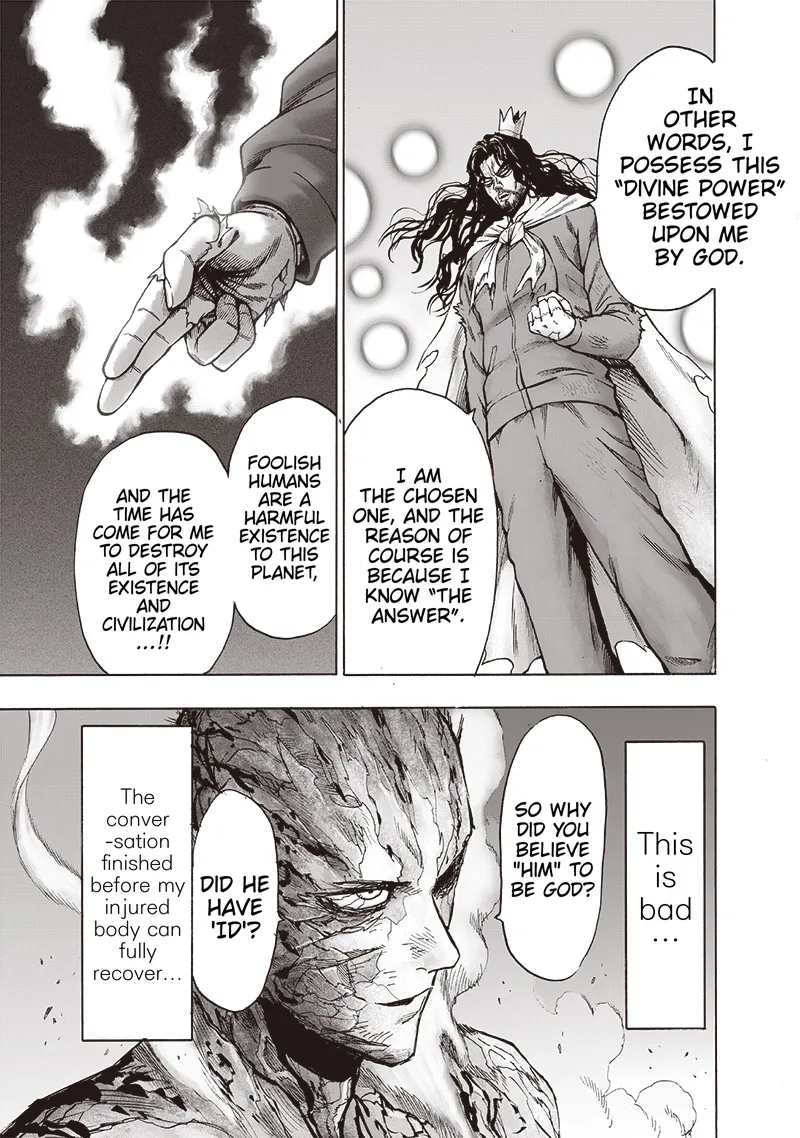 IN
OTHER
WORDS, I
POSSESS THIS
“DIVINE POWER”
BESTOWED
UPON ME
BY GOD.
I AM
THE CHOSEN
ONE, AND THE
REASON OF
COURSE IS
BECAUSE I
KNOW “THE
ANSWER”.
FOOLISH
HUMANS
ARE A
HARMFUL
EXISTENCE
TO THIS
PLANET,
AND THE
TIME HAS
COME FOR ME
TO DESTROY
ALL OF ITS
EXISTENCE
AND
CIVILIZATION
...!!
This
is
bad
...
SO WHY
DID YOU
BELIEVE
"HIM" TO
BE GOD?
DID HE
HAVE
'ID'?
The
conver
-sation
finished
before my
injured
body can
fully
recover...